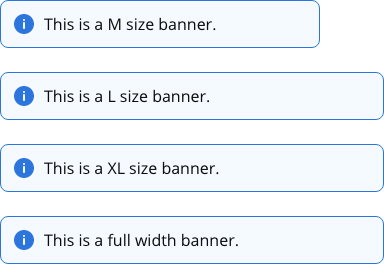 This is a M size banner.
This is a L size banner.
This is a XL size banner.
This is a full width banner.